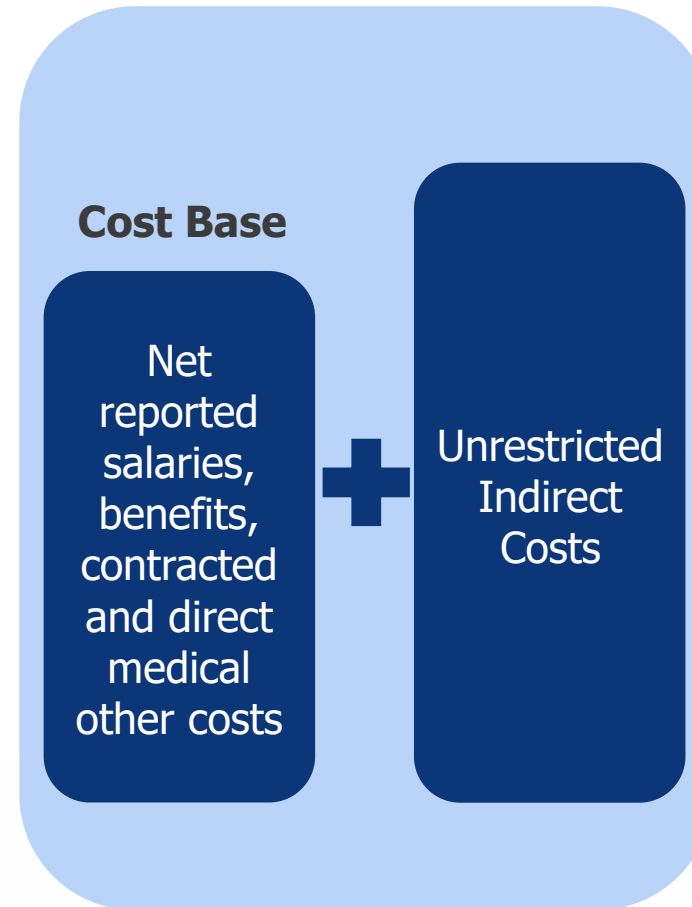 Cost Base
Net
reported
salaries,
benefits,
contracted
and direct
medical
other costs
Unrestricted
Indirect
Costs